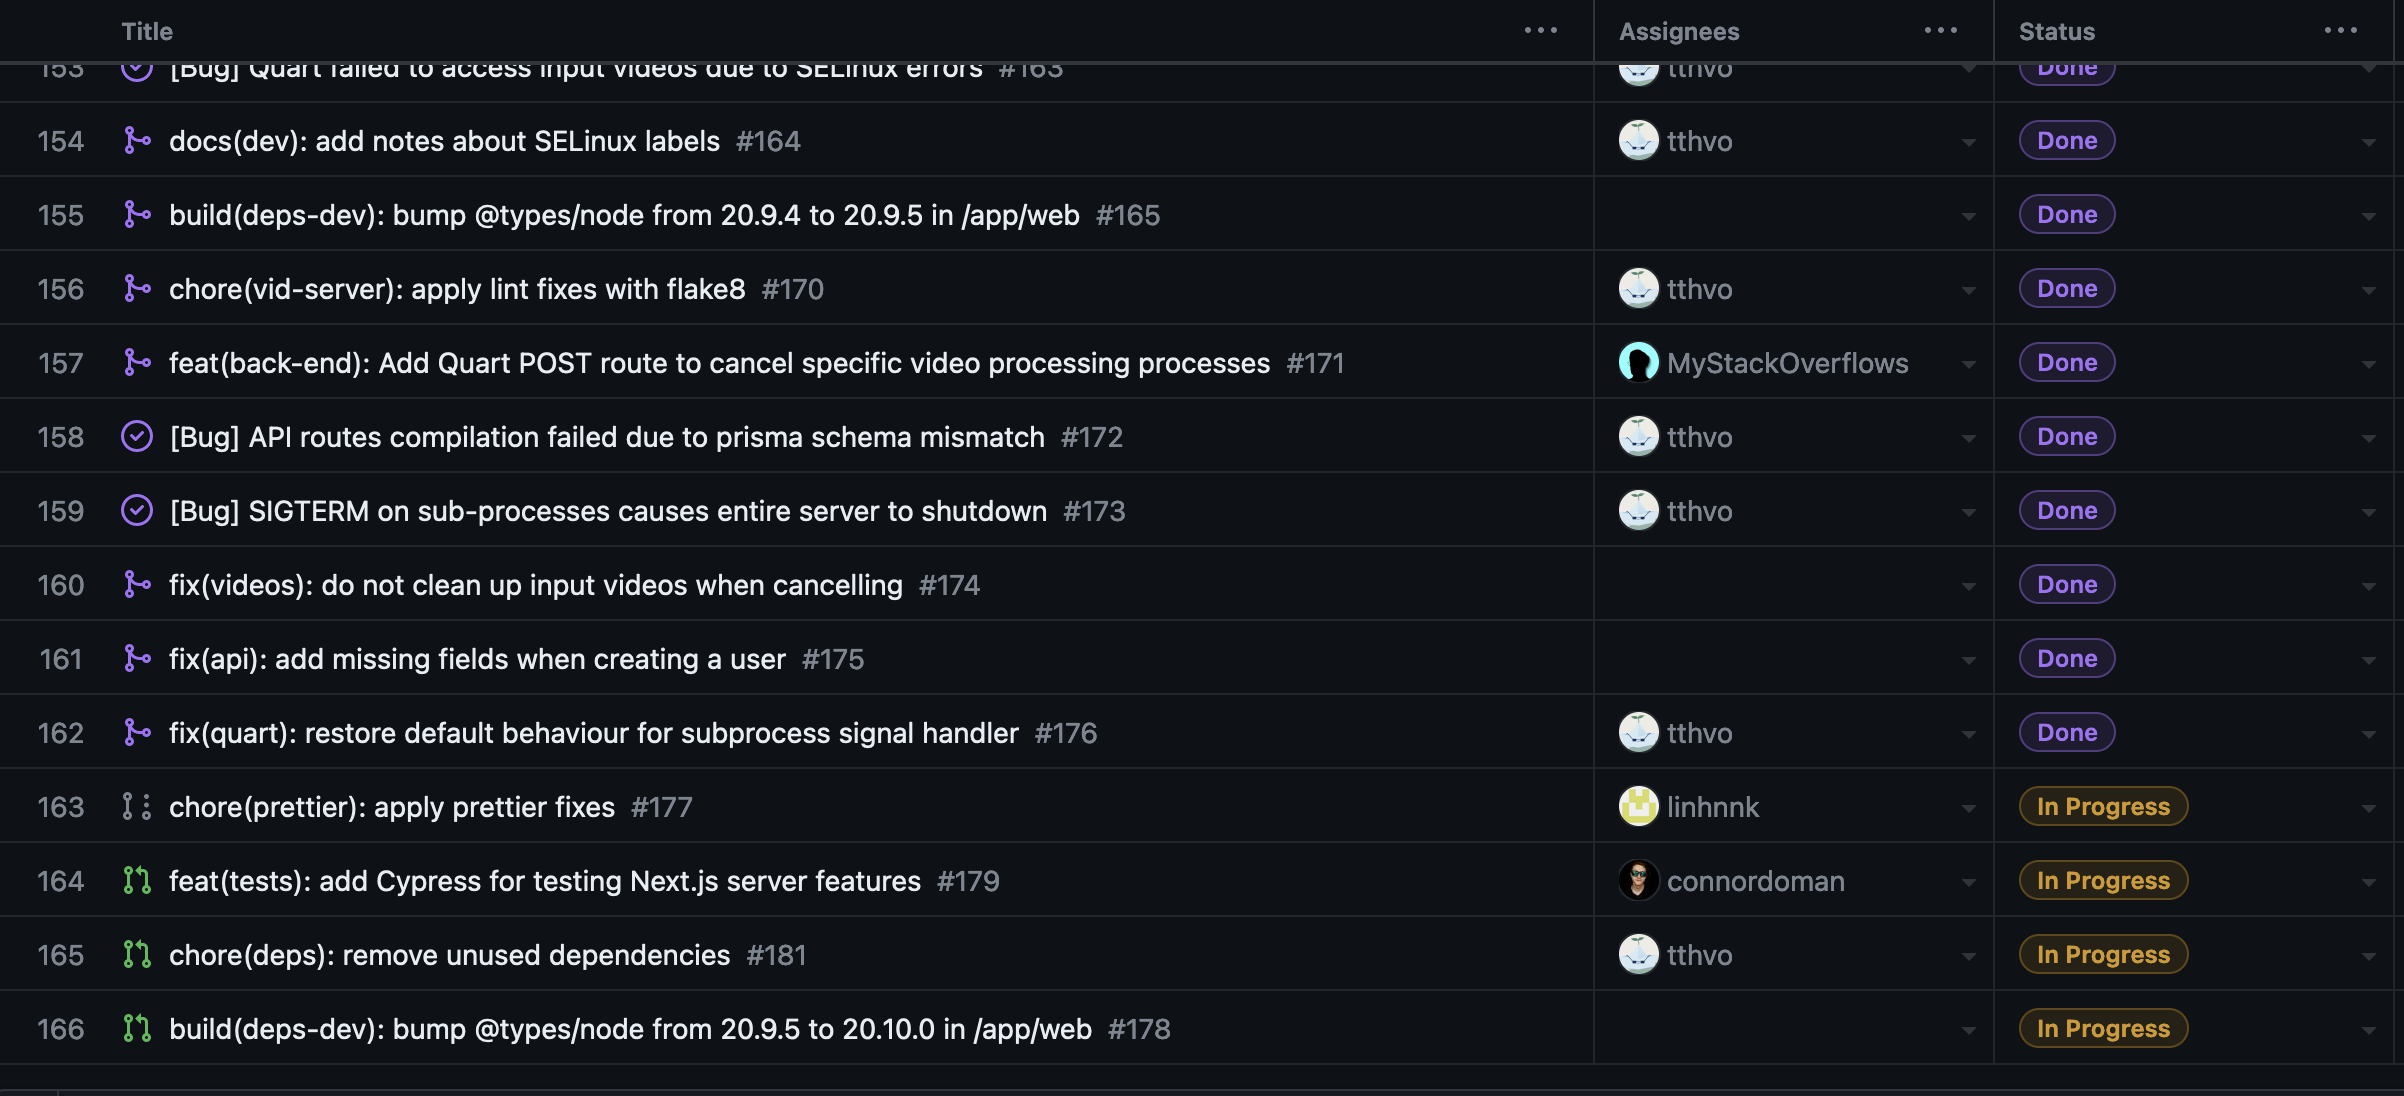 Title ... Assignees ... Status ...
153 [Bug] Quart failed to access input videos due to SELinux errors #163 tthvo Done
154 docs(dev): add notes about SELinux labels #164 tthvo Done
155 build(deps-dev): bump @types/node from 20.9.4 to 20.9.5 in /app/web #165 Done
156 chore(vid-server): apply lint fixes with flake8 #170 tthvo Done
157 feat(back-end): Add Quart POST route to cancel specific video processing processes #171 MyStackOverflows Done
158 [Bug] API routes compilation failed due to prisma schema mismatch #172 tthvo Done
159 [Bug] SIGTERM on sub-processes causes entire server to shutdown #173 tthvo Done
160 fix(videos): do not clean up input videos when cancelling #174 Done
161 fix(api): add missing fields when creating a user #175 Done
162 fix(quart): restore default behaviour for subprocess signal handler #176 tthvo Done
163 chore(prettier): apply prettier fixes #177 linhnnk In Progress
164 feat(tests): add Cypress for testing Next.js server features #179 connordoman In Progress
165 chore(deps): remove unused dependencies #181 tthvo In Progress
166 build(deps-dev): bump @types/node from 20.9.5 to 20.10.0 in /app/web #178 In Progress